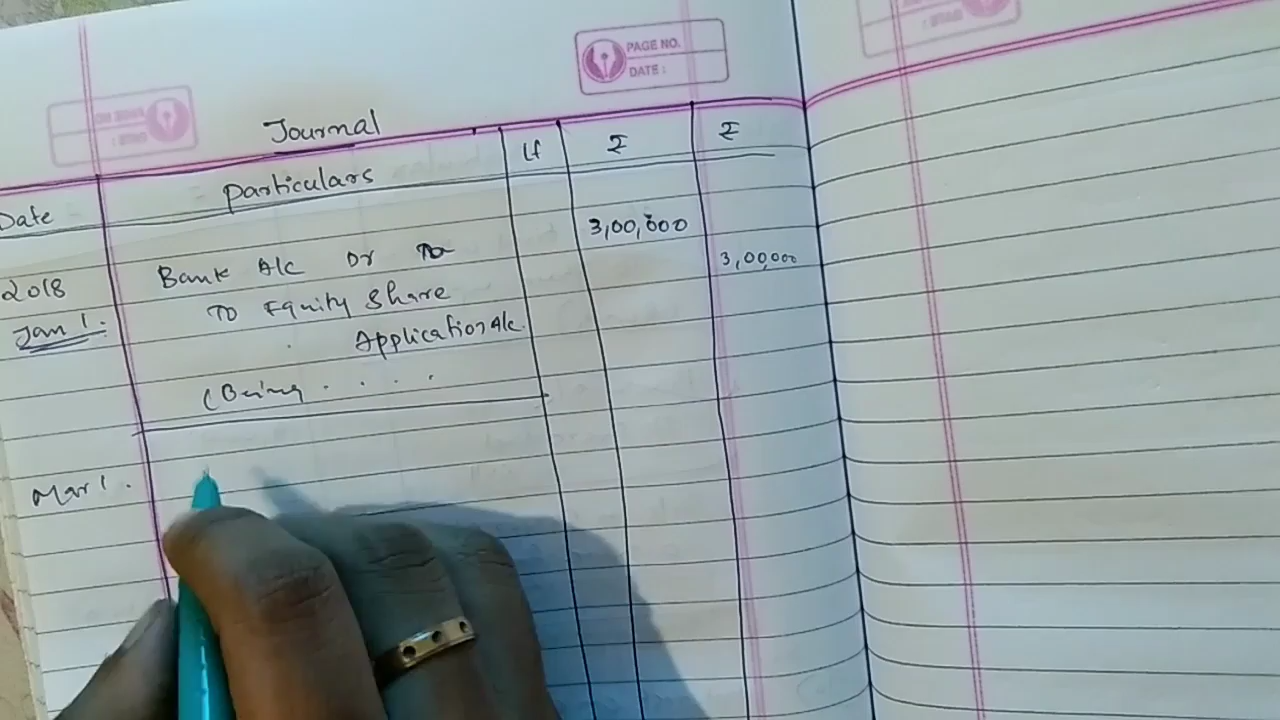 PAGE NO.
DATE :
Journal
Date Particulars Lf ₹ ₹
2018 Bank A/c Dr To 3,00,000
Jan 1. To Equity Share 3,00,000
Application A/c.
(Being . . . .
Mar 1.